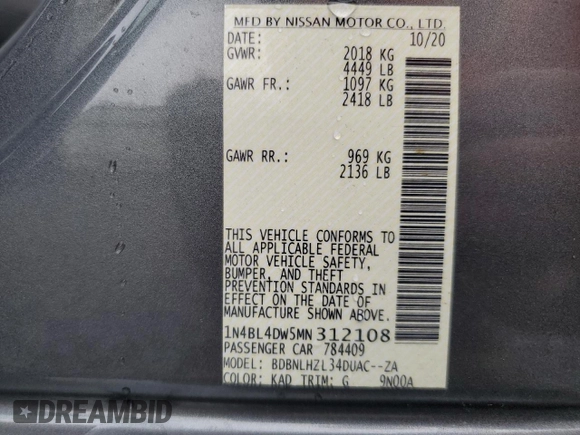 MFD BY NISSAN MOTOR CO., LTD.
DATE: 10/20
GVWR: 2018 KG
4449 LB
GAWR FR.: 1097 KG
2418 LB
GAWR RR.: 969 KG
2136 LB
THIS VEHICLE CONFORMS TO
ALL APPLICABLE FEDERAL
MOTOR VEHICLE SAFETY,
BUMPER, AND THEFT
PREVENTION STANDARDS IN
EFFECT ON THE DATE OF
MANUFACTURE SHOWN ABOVE.
1N4BL4DW5MN312108
PASSENGER CAR 784409
MODEL: BDBNLHZL34DUAC--ZA
COLOR: KAD TRIM: G 9N00A
DREAMBID